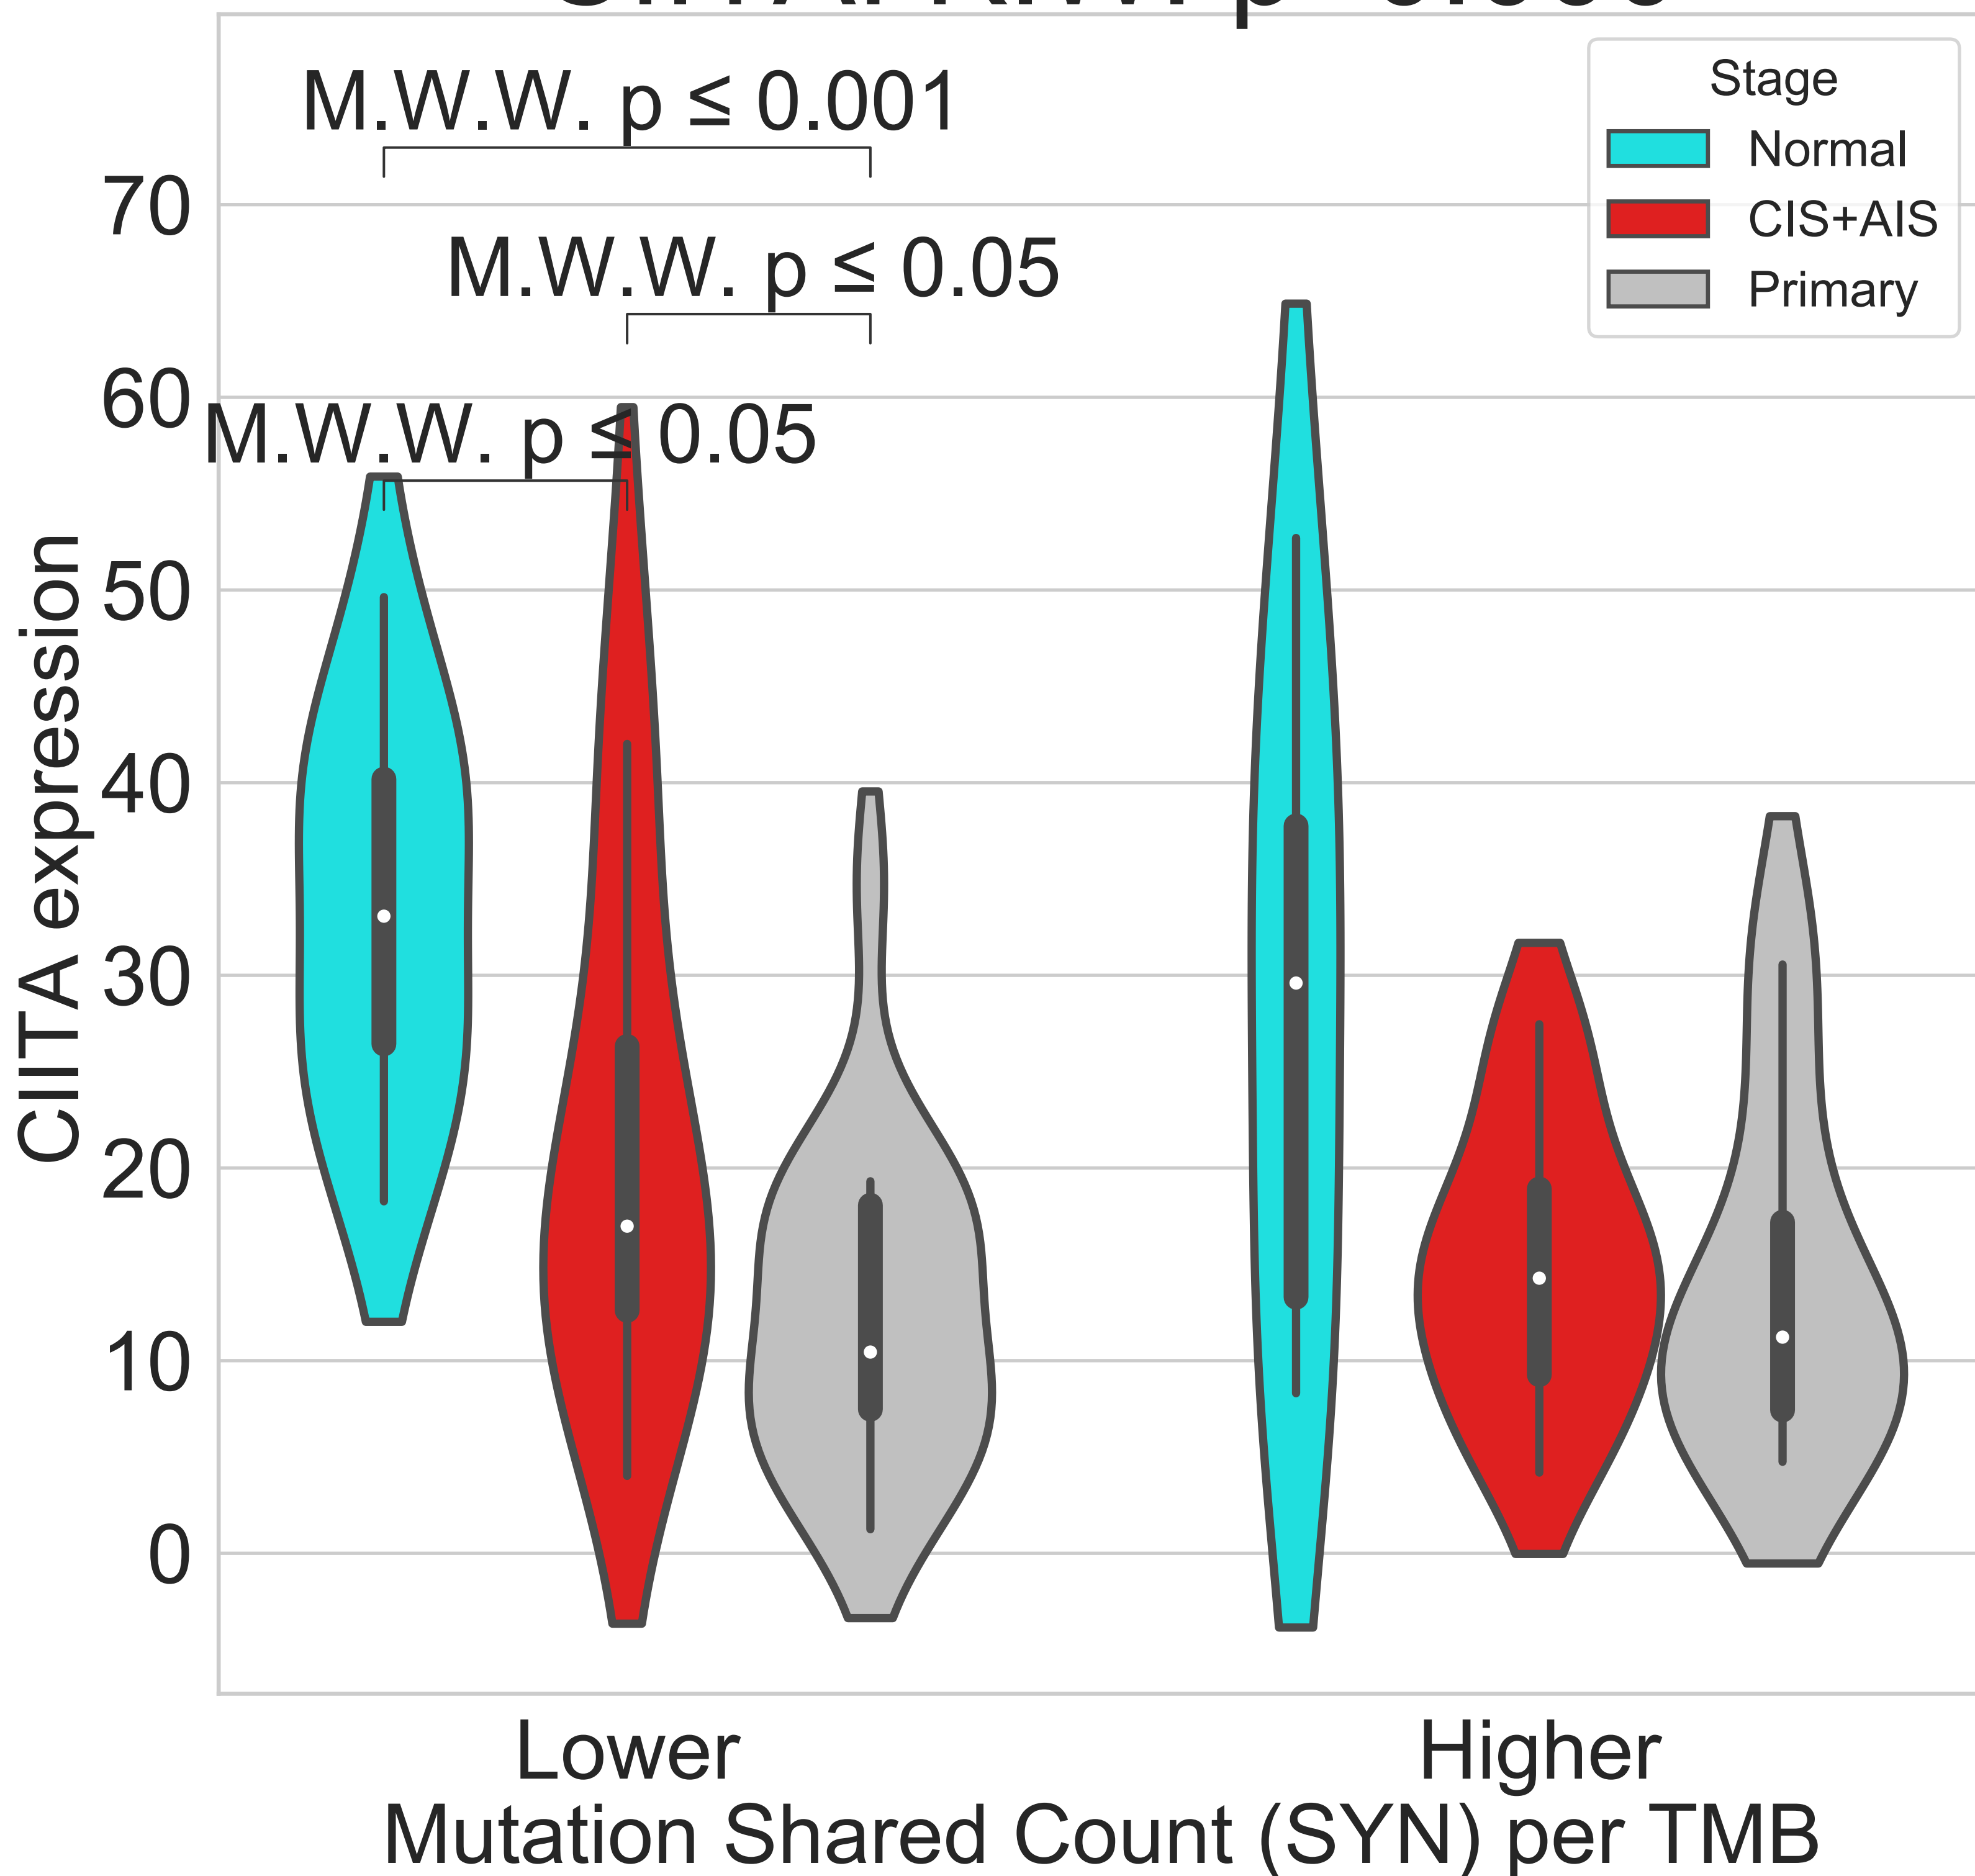 M.W.W. p ≤ 0.001
Stage
Normal
CIS+AIS
Primary
M.W.W. p ≤ 0.05
M.W.W. p ≤ 0.05
70
60
50
40
30
20
10
0
CIITA expression
Lower
Higher
Mutation Shared Count (SYN) per TMB